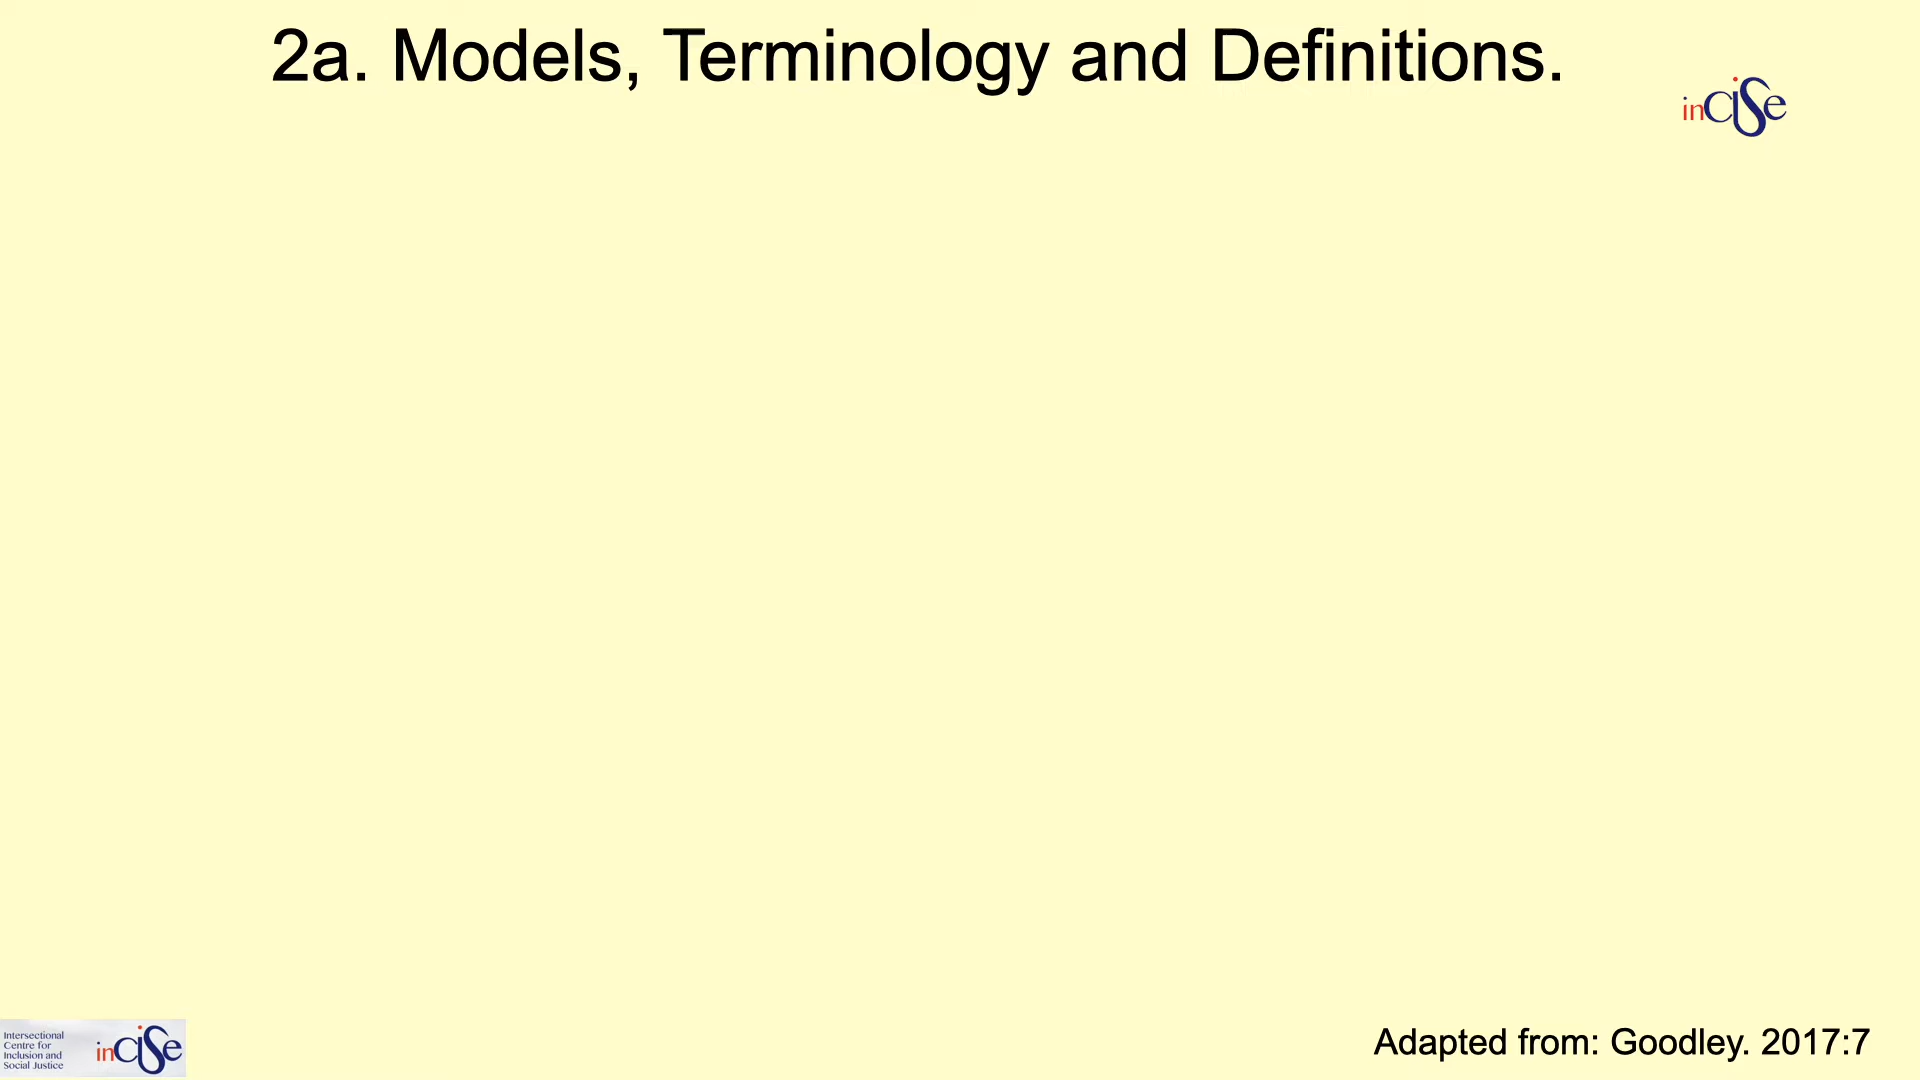 2a. Models, Terminology and Definitions.
inCiSe
Intersectional
Centre for
Inclusion and
Social Justice
inCiSe
Adapted from: Goodley. 2017:7